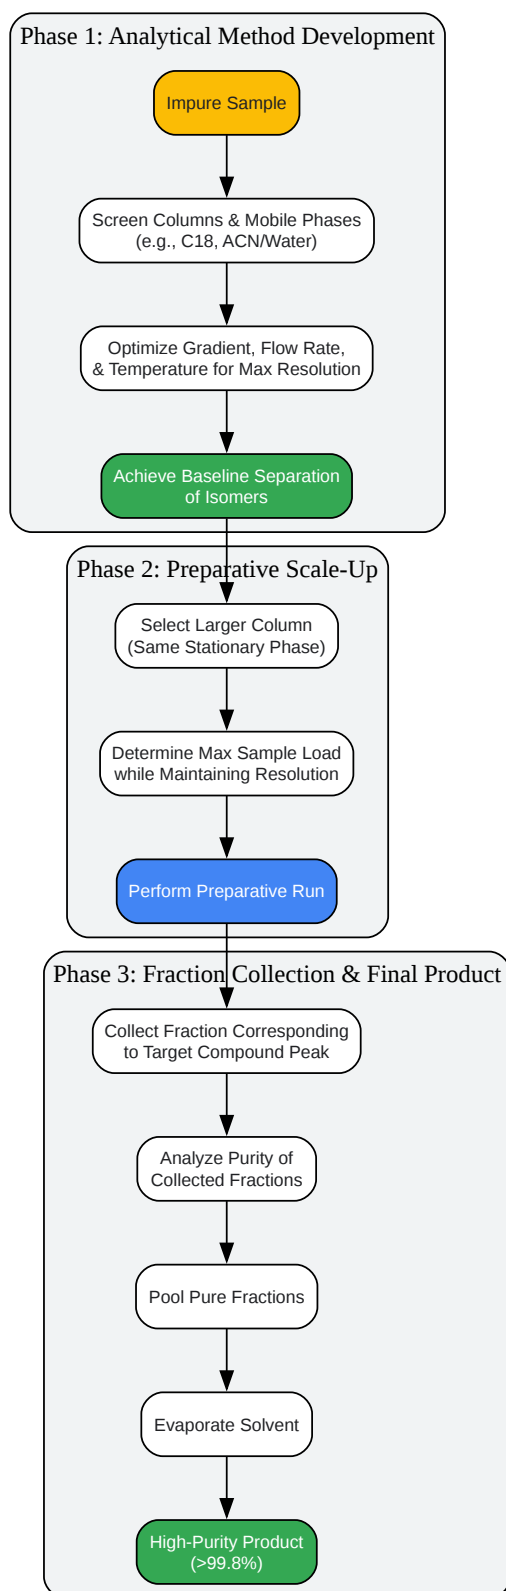 Phase 1: Analytical Method Development
Impure Sample
Screen Columns & Mobile Phases
(e.g., C18, ACN/Water)
Optimize Gradient, Flow Rate,
& Temperature for Max Resolution
Achieve Baseline Separation
of Isomers
Phase 2: Preparative Scale-Up
Select Larger Column
(Same Stationary Phase)
Determine Max Sample Load
while Maintaining Resolution
Perform Preparative Run
Phase 3: Fraction Collection & Final Product
Collect Fraction Corresponding
to Target Compound Peak
Analyze Purity of
Collected Fractions
Pool Pure Fractions
Evaporate Solvent
High-Purity Product
(>99.8%)